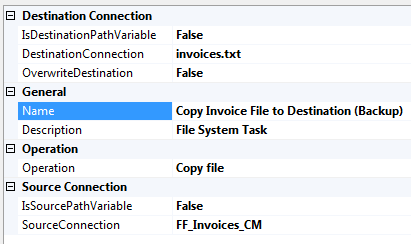 Destination Connection
IsDestinationPathVariable False
DestinationConnection invoices.txt
OverwriteDestination False
General
Name Copy Invoice File to Destination (Backup)
Description File System Task
Operation
Operation Copy file
Source Connection
IsSourcePathVariable False
SourceConnection FF_Invoices_CM